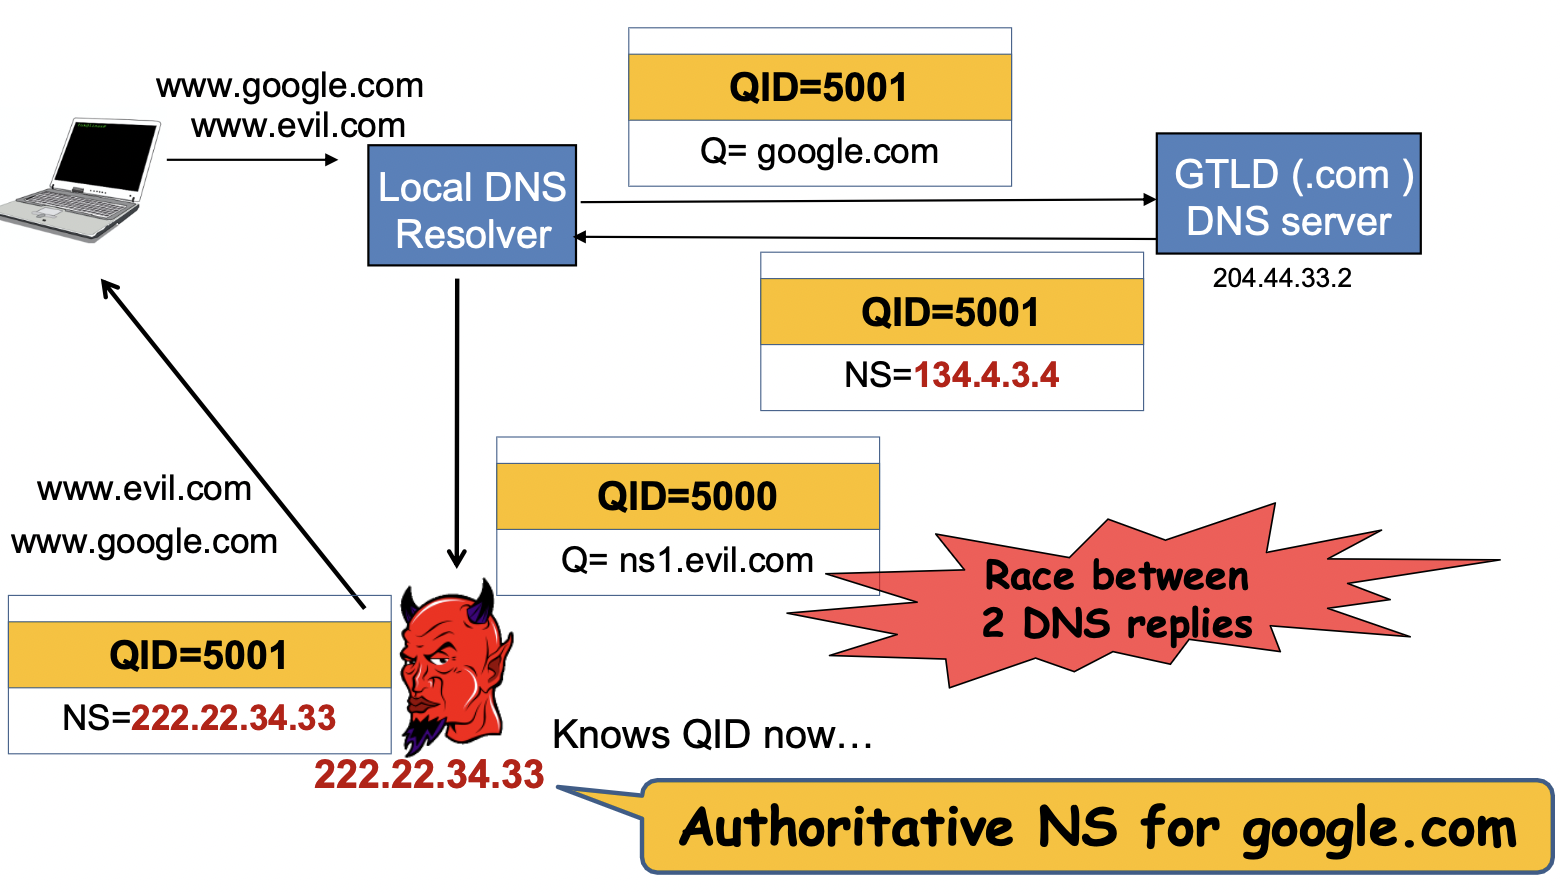 www.google.com
www.evil.com
QID=5001
Q= google.com
Local DNS
Resolver
GTLD (.com )
DNS server
204.44.33.2
QID=5001
NS=134.4.3.4
QID=5000
Q= ns1.evil.com
www.evil.com
www.google.com
Race between
2 DNS replies
QID=5001
NS=222.22.34.33
222.22.34.33
Knows QID now…
Authoritative NS for google.com